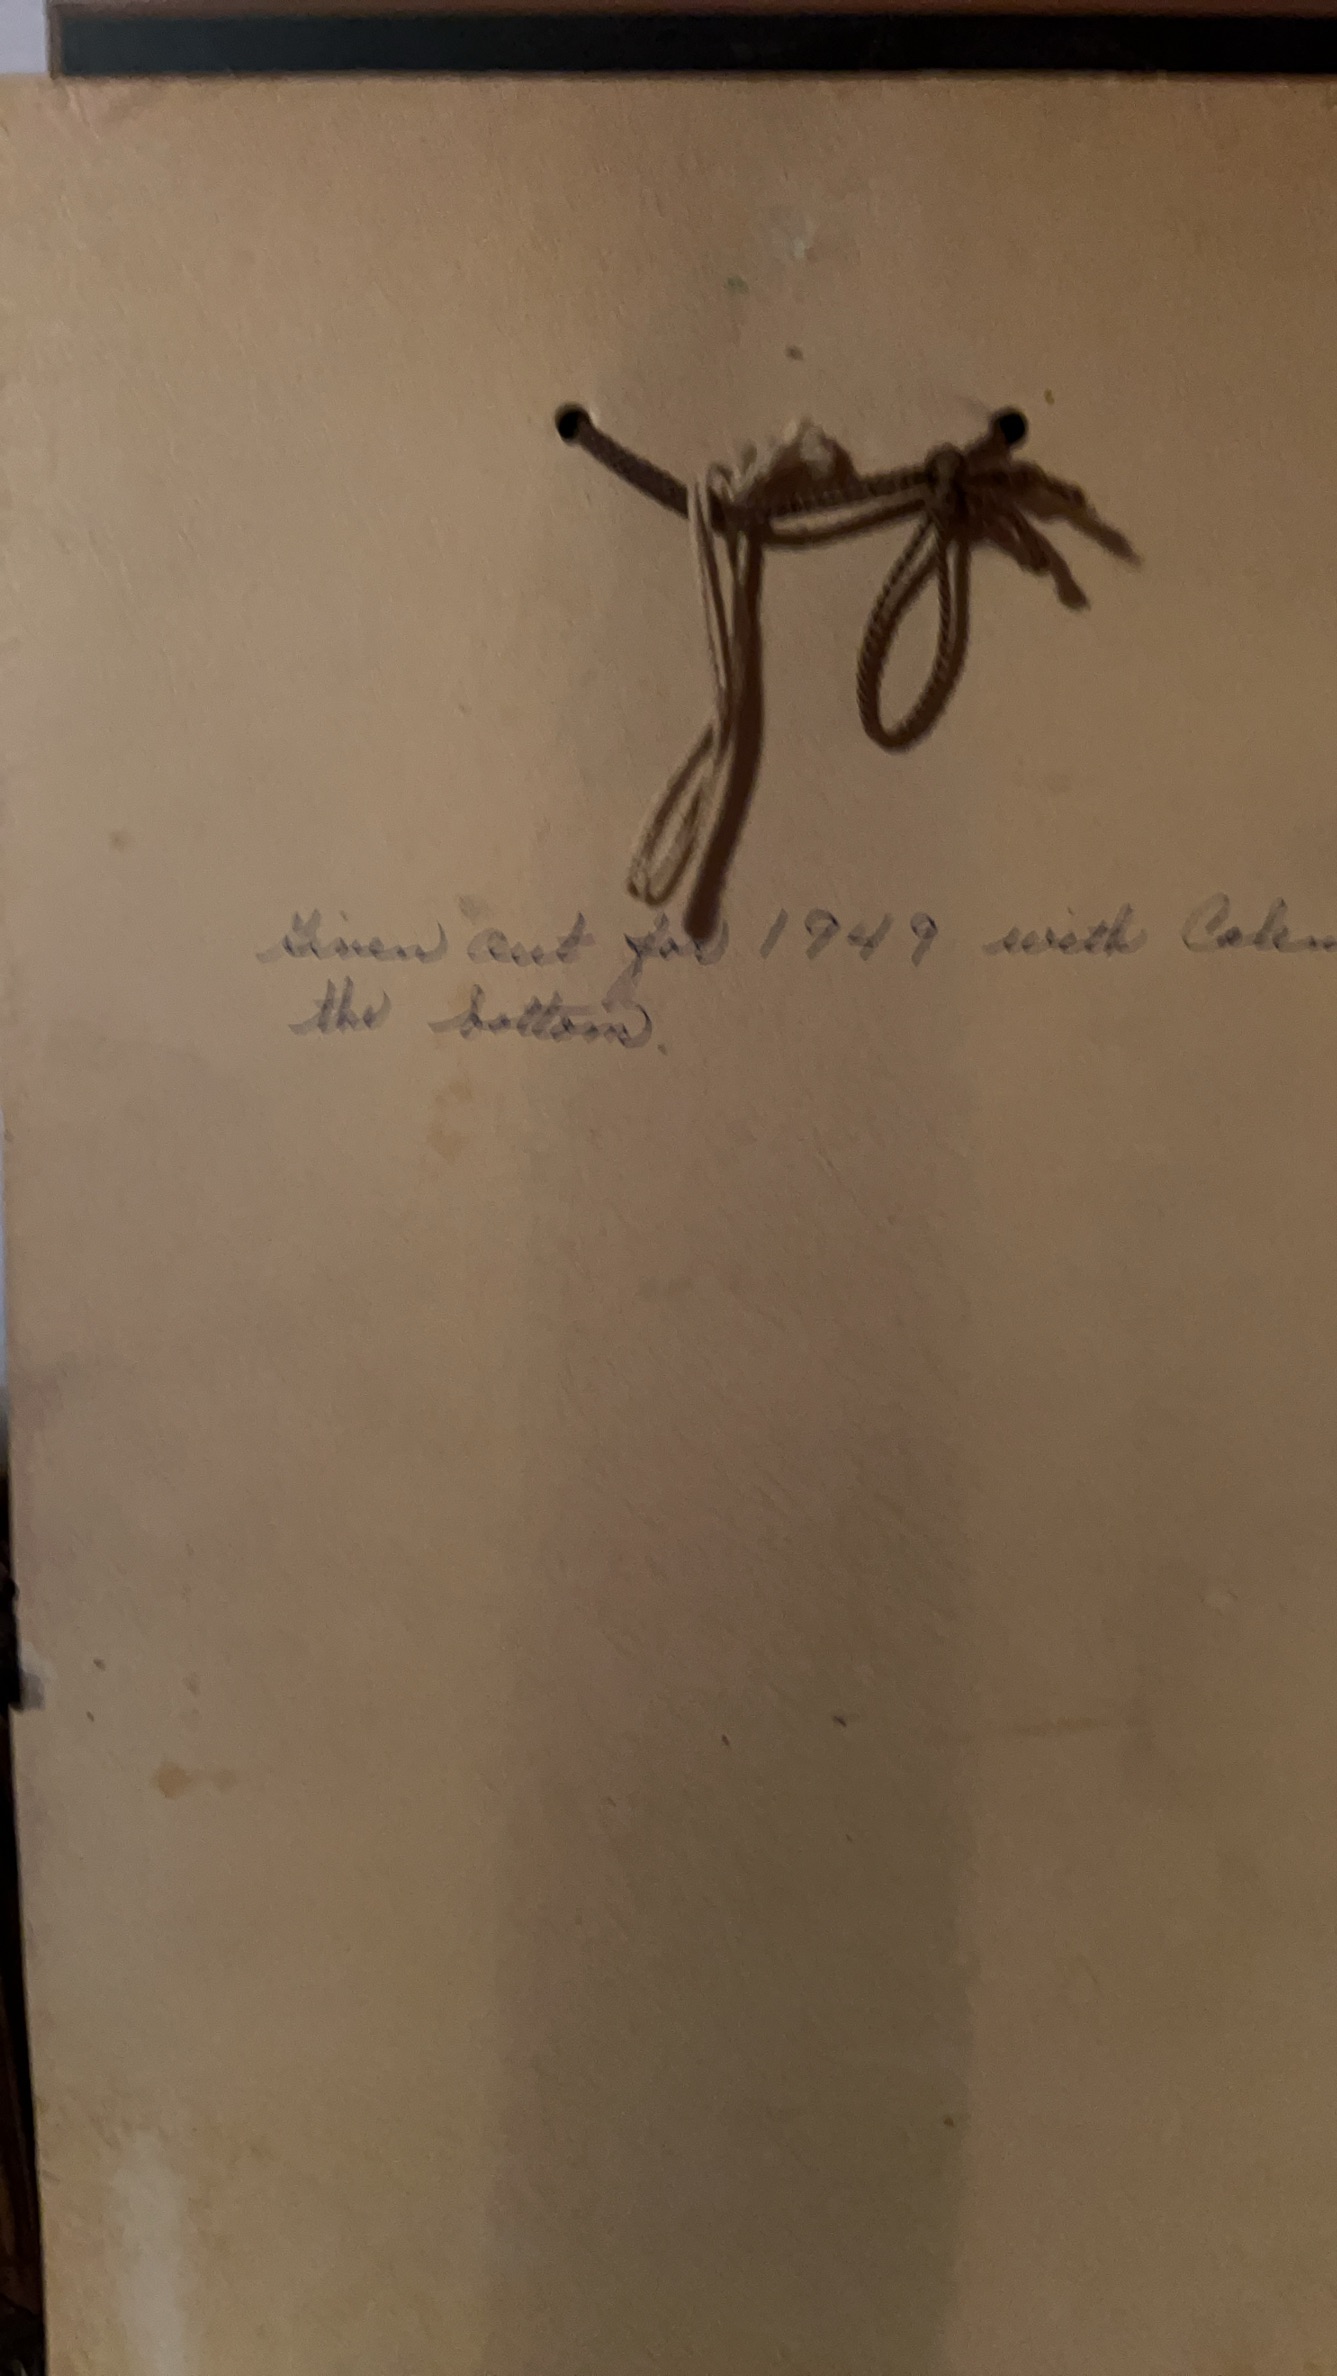 Given out for 1949 with Calen
the bottom.